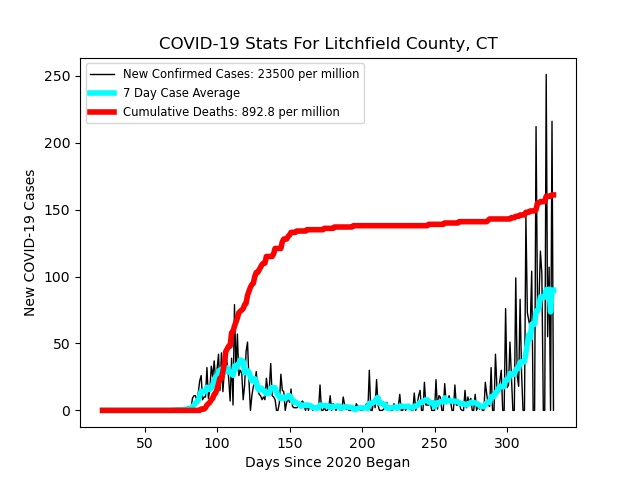 COVID-19 Stats For Litchfield County, CT
New Confirmed Cases: 23500 per million
7 Day Case Average
Cumulative Deaths: 892.8 per million
New COVID-19 Cases
250
200
150
100
50
0
50 100 150 200 250 300
Days Since 2020 Began